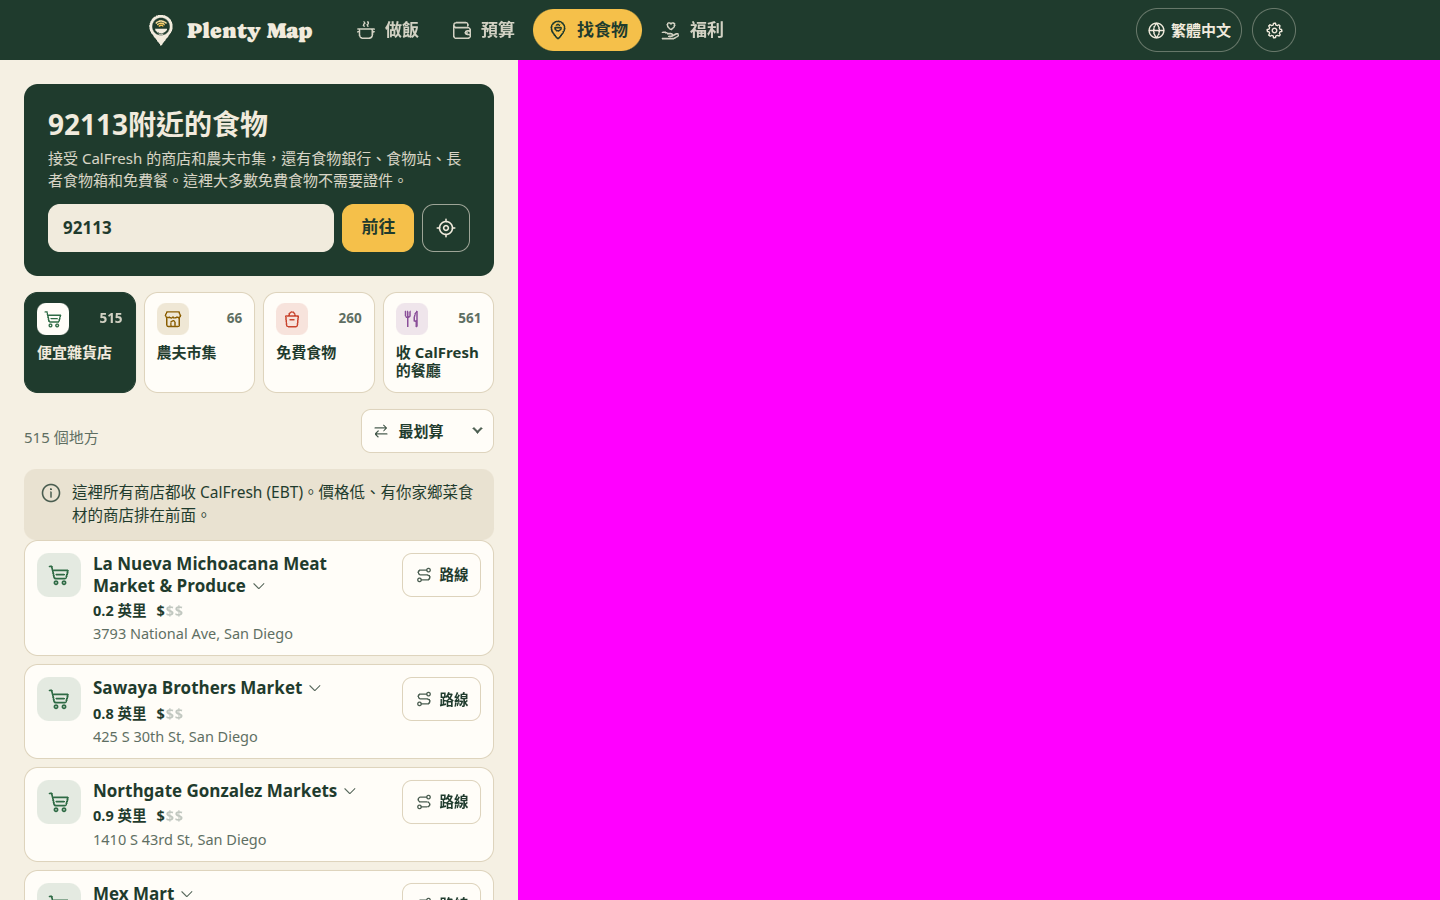 Plenty Map
做飯
預算
找食物
福利
繁體中文
92113附近的食物
接受 CalFresh 的商店和農夫市集，還有食物銀行、食物站、長
者食物箱和免費餐。這裡大多數免費食物不需要證件。
92113
前往
515
便宜雜貨店
66
農夫市集
260
免費食物
561
收 CalFresh
的餐廳
515 個地方
最划算
這裡所有商店都收 CalFresh (EBT)。價格低、有你家鄉菜食
材的商店排在前面。
La Nueva Michoacana Meat
Market & Produce
路線
0.2 英里 $$$
3793 National Ave, San Diego
Sawaya Brothers Market
路線
0.8 英里 $$$
425 S 30th St, San Diego
Northgate Gonzalez Markets
路線
0.9 英里 $$$
1410 S 43rd St, San Diego
Mex Mart
路線